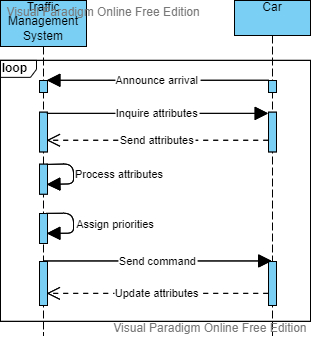 Traffic
Management
System
Car
Visual Paradigm Online Free Edition
loop
Announce arrival
Inquire attributes
Send attributes
Process attributes
Assign priorities
Send command
Update attributes
Visual Paradigm Online Free Edition